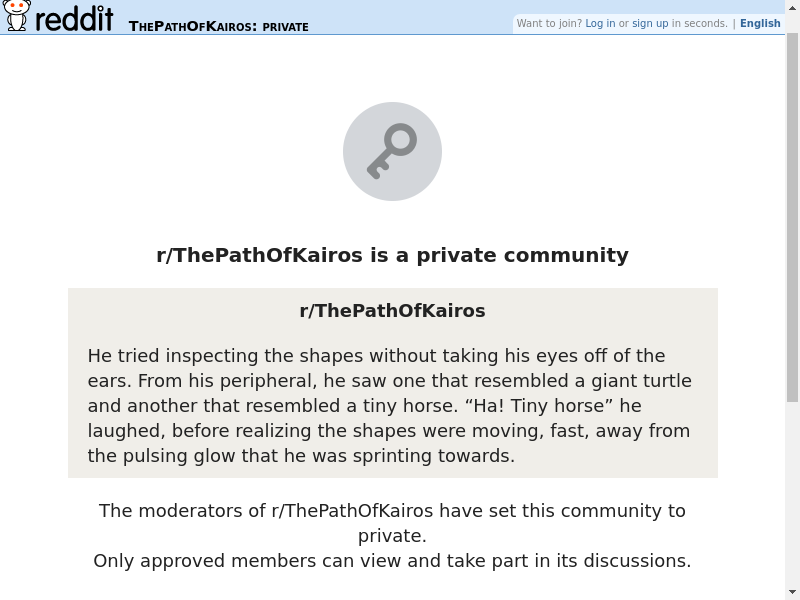 reddit THEPATHOFKAIROS: PRIVATE
Want to join? Log in or sign up in seconds. | English
r/ThePathOfKairos is a private community
r/ThePathOfKairos
He tried inspecting the shapes without taking his eyes off of the
ears. From his peripheral, he saw one that resembled a giant turtle
and another that resembled a tiny horse. “Ha! Tiny horse” he
laughed, before realizing the shapes were moving, fast, away from
the pulsing glow that he was sprinting towards.
The moderators of r/ThePathOfKairos have set this community to
private.
Only approved members can view and take part in its discussions.